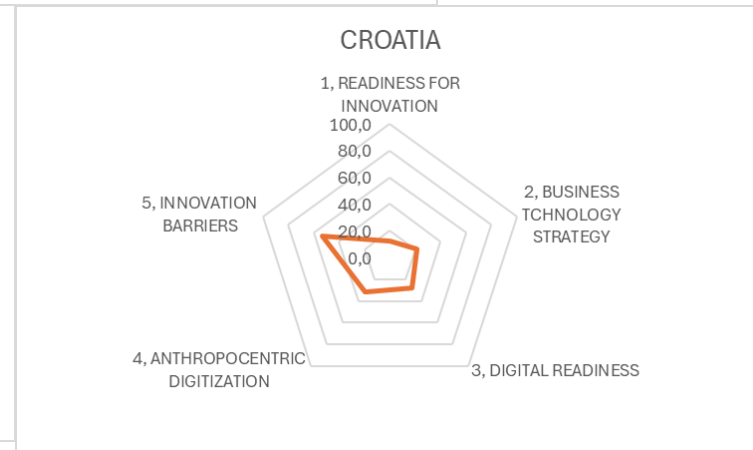 CROATIA
1, READINESS FOR
INNOVATION
100,0
80,0
60,0
40,0
20,0
0,0
2, BUSINESS
TCHNOLOGY
STRATEGY
3, DIGITAL READINESS
4, ANTHROPOCENTRIC
DIGITIZATION
5, INNOVATION
BARRIERS